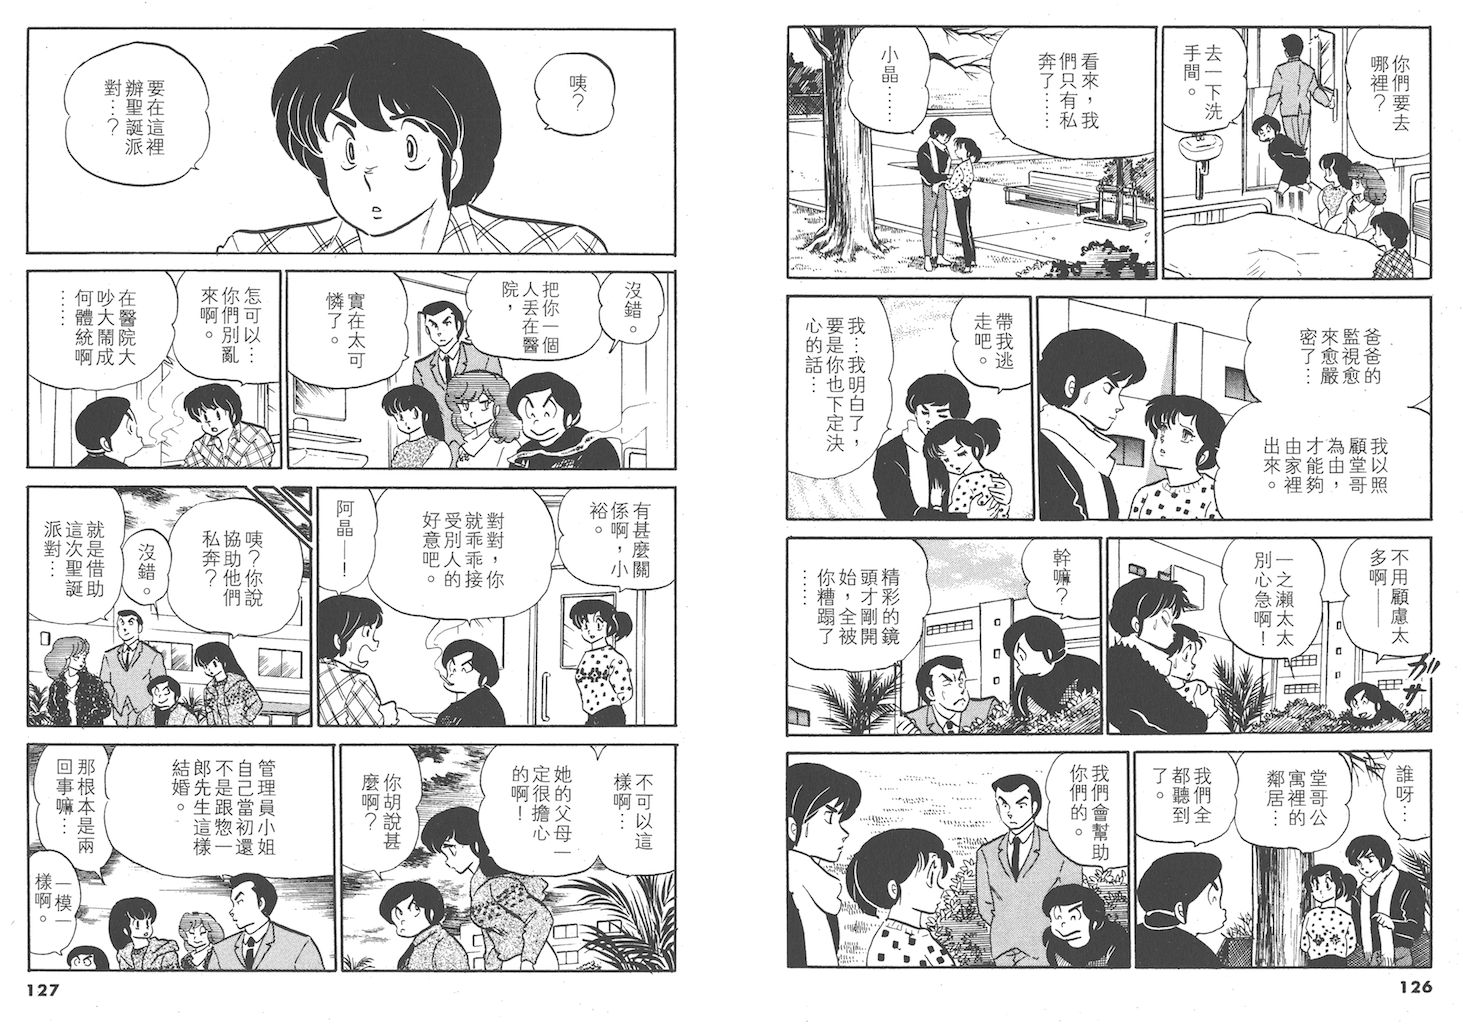 你們要去
哪裡？
去一下洗
手間。
看來，我
們只有私
奔了……
小晶……
爸爸的
監視愈
來愈嚴
密了…
我以照
顧堂哥
為由，
才能夠
由家裡
出來。
帶我逃
走吧。
我…我明白了，
要是你也下定決
心的話…
不用顧慮太
多啊——
一之瀨太太
別心急啊！
ガサ
幹嘛？
精彩的鏡
頭才剛開
始，全被
你糟蹋了
……
誰呀…
堂哥公
寓裡的
鄰居…
我們全
都聽到
了。
我們會幫助
你們的。
126
咦？
要在這裡
辦聖誕派
對…？
沒錯。
把你一個
人丟在醫
院，
實在太可
憐了。
怎可以…
你們別亂
來啊。
在醫院大
吵大鬧成
何體統啊
……
有甚麼關
係啊，小
裕。
對對，你
就乖乖接
受別人的
好意吧。
阿晶——！
咦？你說
協助他們
私奔？
沒錯。
就是借助
這次聖誕
派對…
不可以這
樣啊…
她的父母一
定很擔心
的啊！
你胡說甚
麼啊？
管理員小姐
自己當初還
不是跟惣一
郎先生這樣
結婚。
那根本是兩
回事嘛…
一模一
樣啊。
127